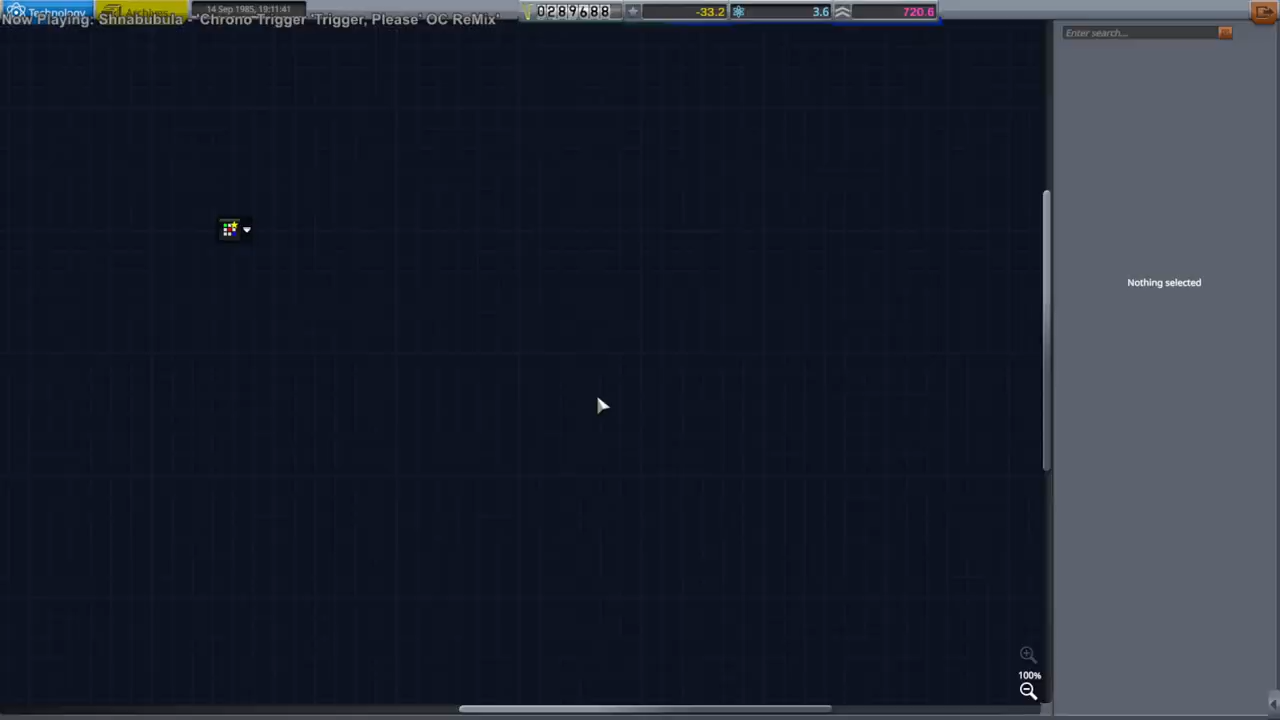 Technology
Archives
14 Sep 1985, 19:11:41
0289688
-33.2
3.6
720.6
Now Playing: Shnabubula - 'Chrono Trigger 'Trigger, Please' OC ReMix'
Enter search...
Nothing selected
100%